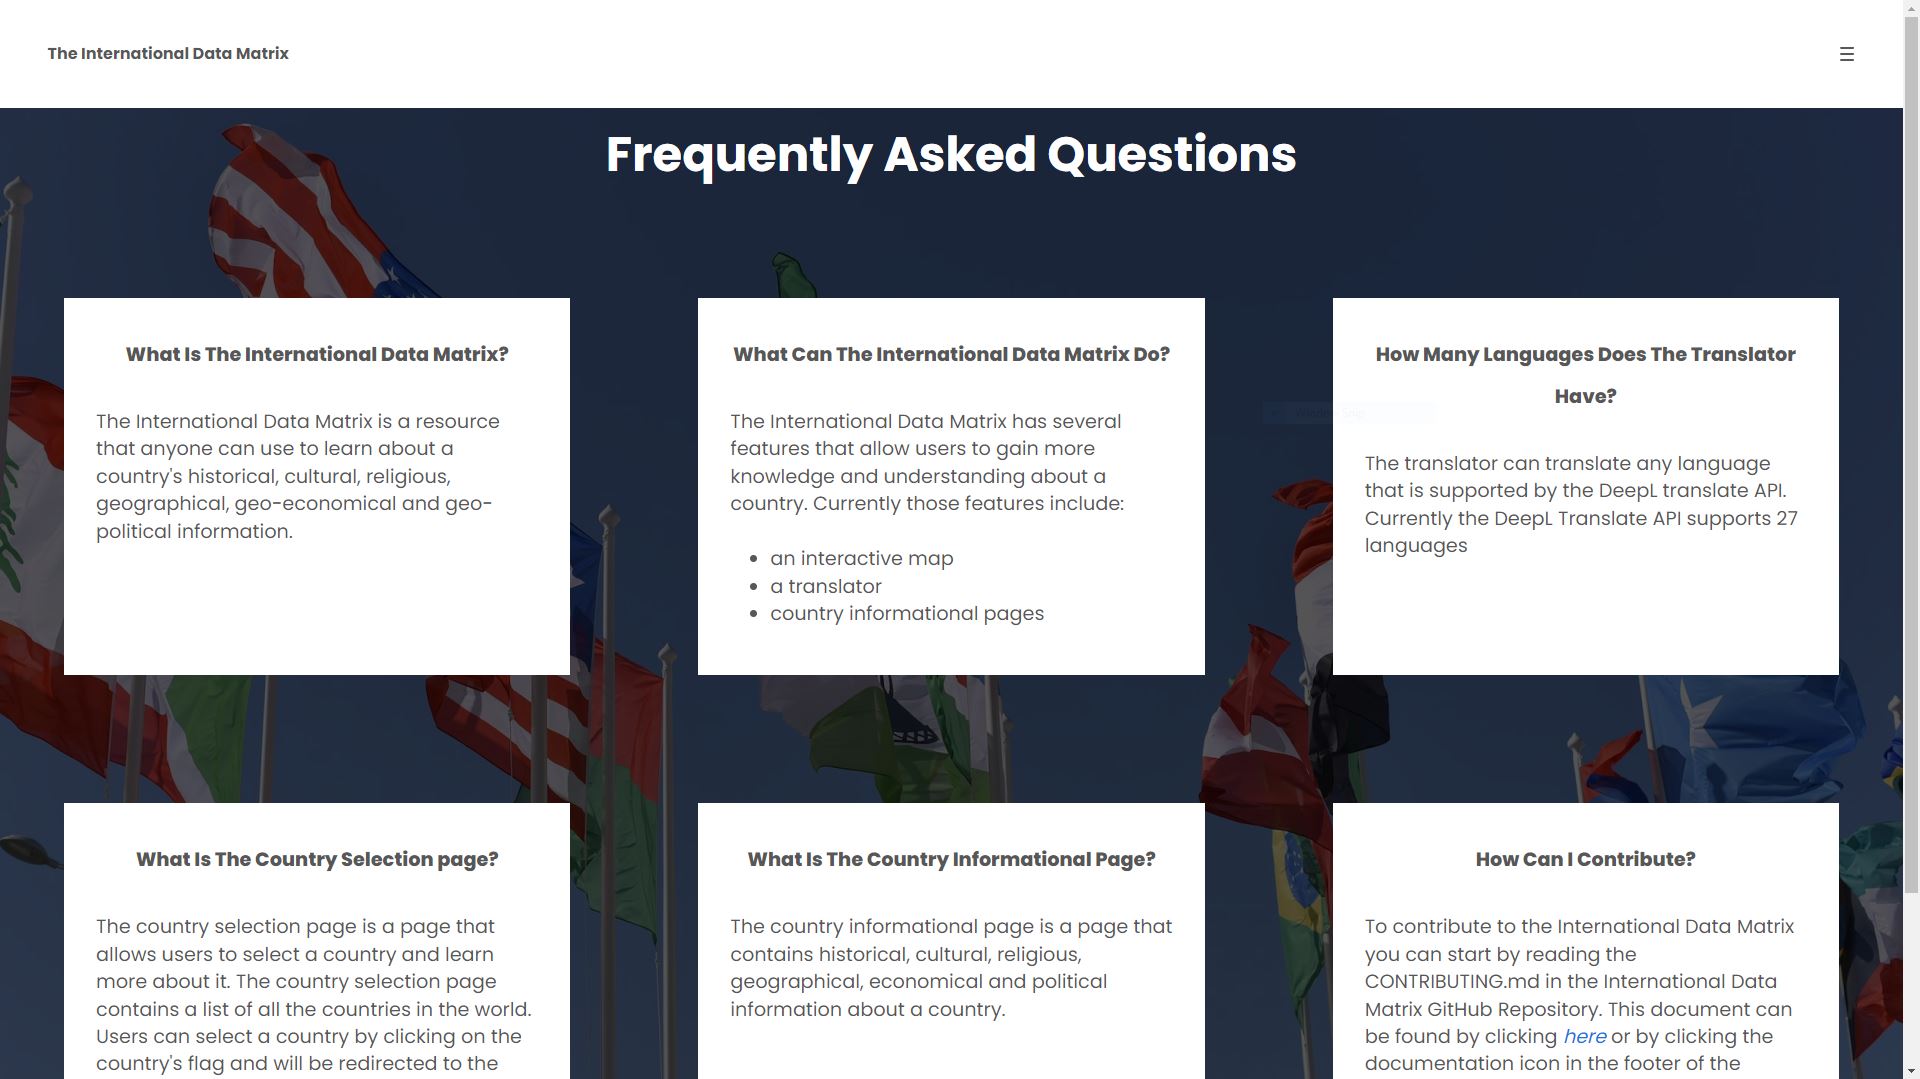 The International Data Matrix
Frequently Asked Questions
What Is The International Data Matrix?
The International Data Matrix is a resource
that anyone can use to learn about a
country's historical, cultural, religious,
geographical, geo-economical and geo-
political information.
What Can The International Data Matrix Do?
The International Data Matrix has several
features that allow users to gain more
knowledge and understanding about a
country. Currently those features include:
an interactive map
a translator
country informational pages
How Many Languages Does The Translator
Have?
The translator can translate any language
that is supported by the DeepL translate API.
Currently the DeepL Translate API supports 27
languages
What Is The Country Selection page?
The country selection page is a page that
allows users to select a country and learn
more about it. The country selection page
contains a list of all the countries in the world.
Users can select a country by clicking on the
country's flag and will be redirected to the
What Is The Country Informational Page?
The country informational page is a page that
contains historical, cultural, religious,
geographical, economical and political
information about a country.
How Can I Contribute?
To contribute to the International Data Matrix
you can start by reading the
CONTRIBUTING.md in the International Data
Matrix GitHub Repository. This document can
be found by clicking here or by clicking the
documentation icon in the footer of the